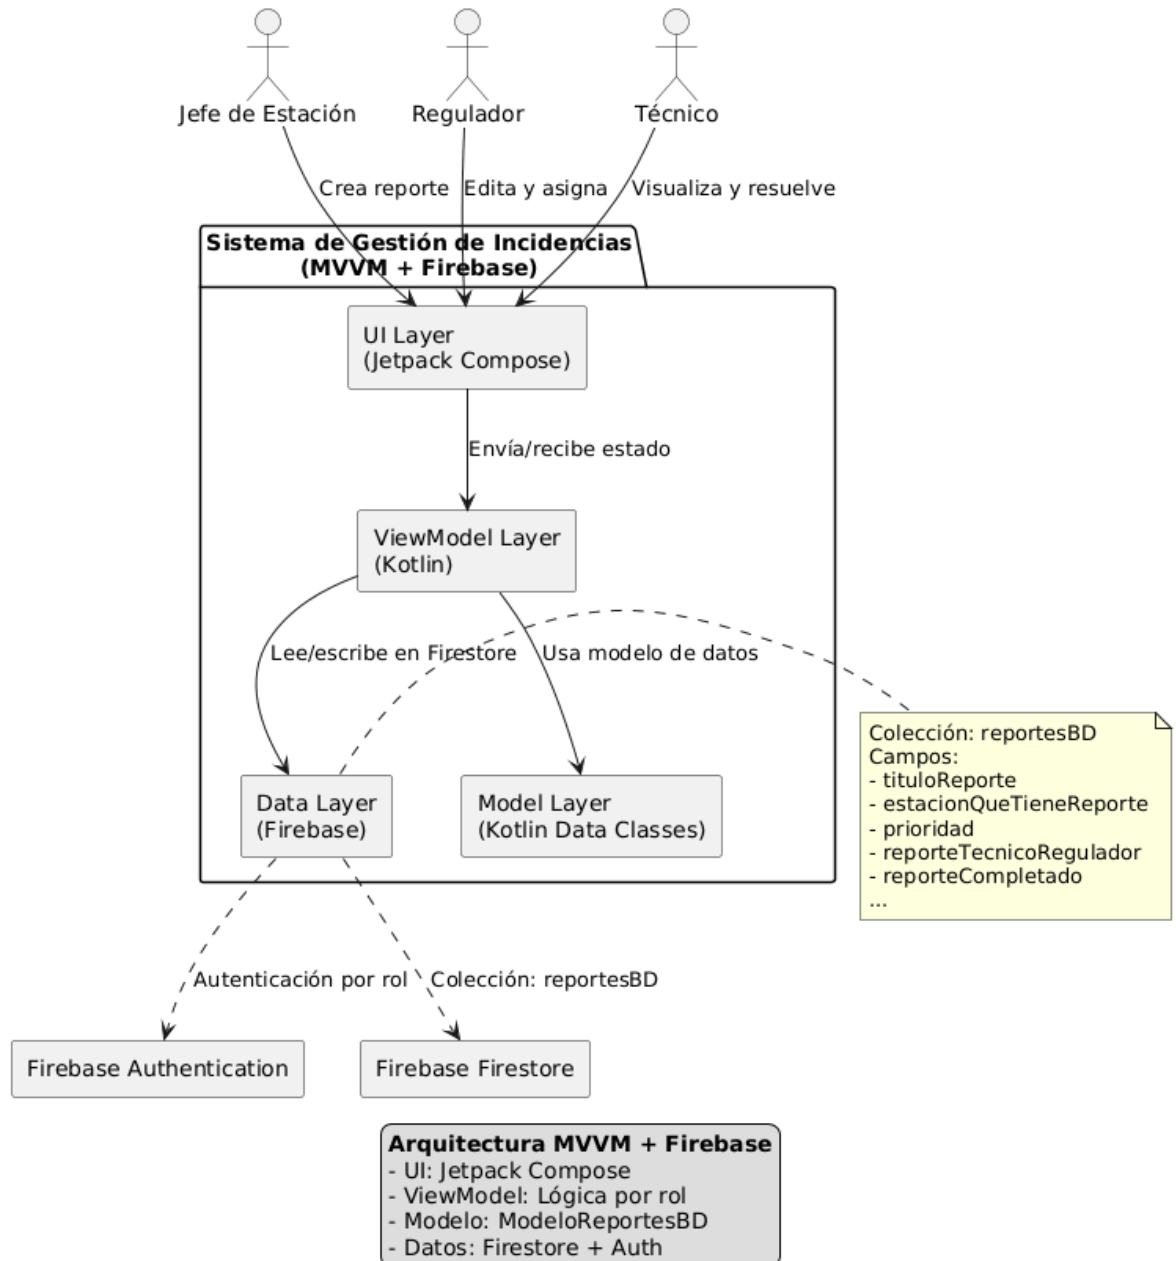 Jefe de Estación
Regulador
Técnico
Crea reporte
Edita y asigna
Visualiza y resuelve
Sistema de Gestión de Incidencias
(MVVM + Firebase)
UI Layer
(Jetpack Compose)
Envía/recibe estado
ViewModel Layer
(Kotlin)
Lee/escribe en Firestore
Usa modelo de datos
Colección: reportesBD
Campos:
- tituloReporte
- estacionQueTieneReporte
- prioridad
- reporteTecnicoRegulador
- reporteCompletado
...
Data Layer
(Firebase)
Model Layer
(Kotlin Data Classes)
Autenticación por rol
Colección: reportesBD
Firebase Authentication
Firebase Firestore
Arquitectura MVVM + Firebase
- UI: Jetpack Compose
- ViewModel: Lógica por rol
- Modelo: ModeloReportesBD
- Datos: Firestore + Auth